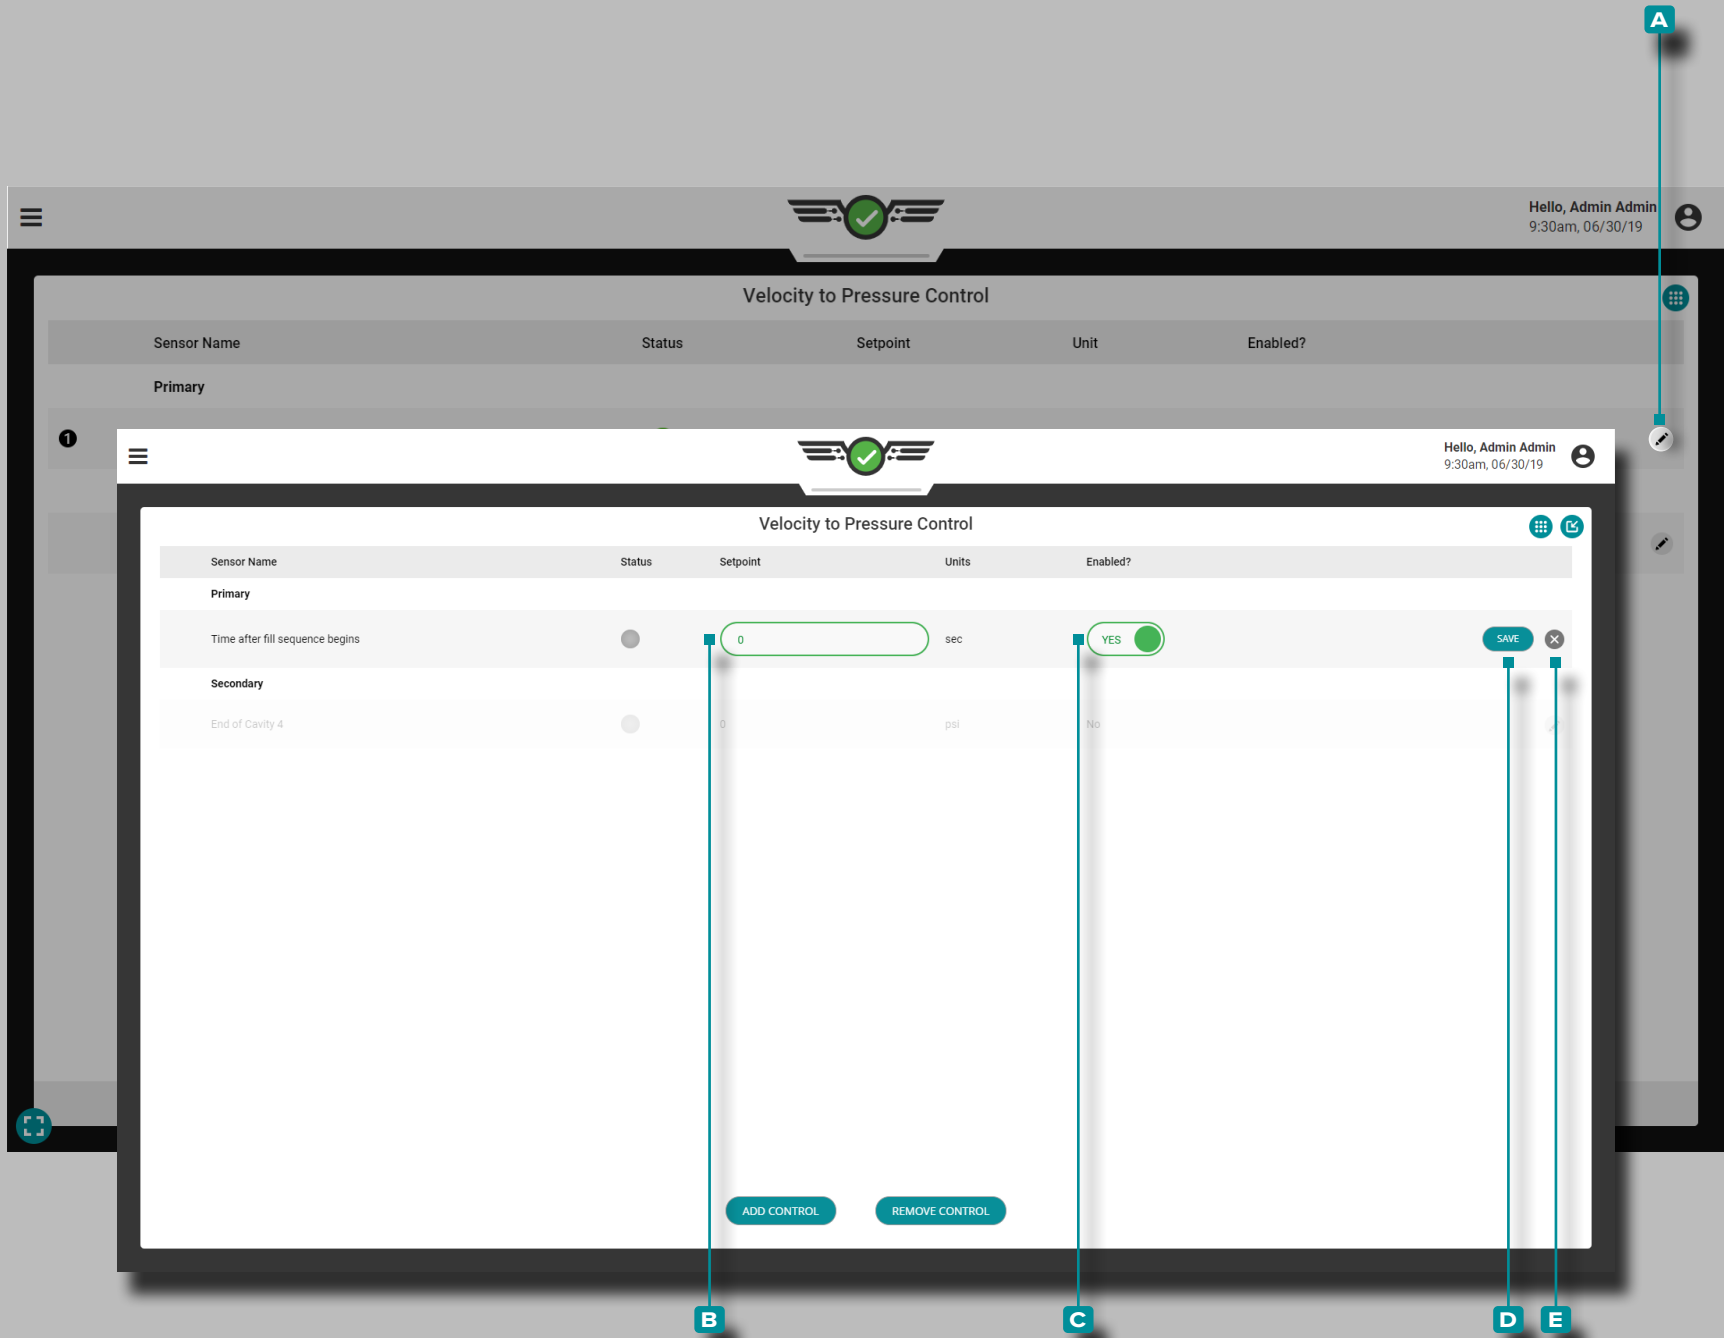 A
Hello, Admin Admin
9:30am, 06/30/19
Velocity to Pressure Control
Sensor Name Status Setpoint Unit Enabled?
Primary
1
Hello, Admin Admin
9:30am, 06/30/19
Velocity to Pressure Control
Sensor Name Status Setpoint Units Enabled?
Primary
Time after fill sequence begins 0 sec YES SAVE
Secondary
End of Cavity 4 0 psi No
ADD CONTROL REMOVE CONTROL
B C D E